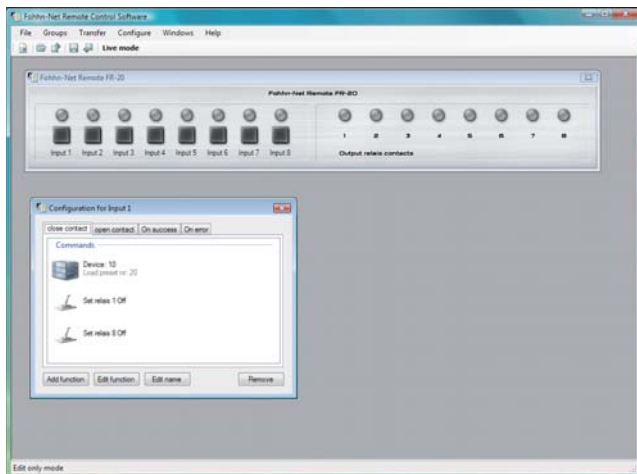 Fohhn-Net Remote Control Software
File Groups Transfer Configure Windows Help
Live mode
Fohhn-Net Remote FR-20
Fohhn-Net Remote FR-20
1 2 3 4 5 6 7 8
Input 1 Input 2 Input 3 Input 4 Input 5 Input 6 Input 7 Input 8 Output relais contacts
Configuration for Input 1
close contact open contact On success On error
Commands
Device: 10
Load preset nr: 20
Set relais 1 Off
Set relais 8 Off
Add function Edit function Edit name Remove
Edit only mode